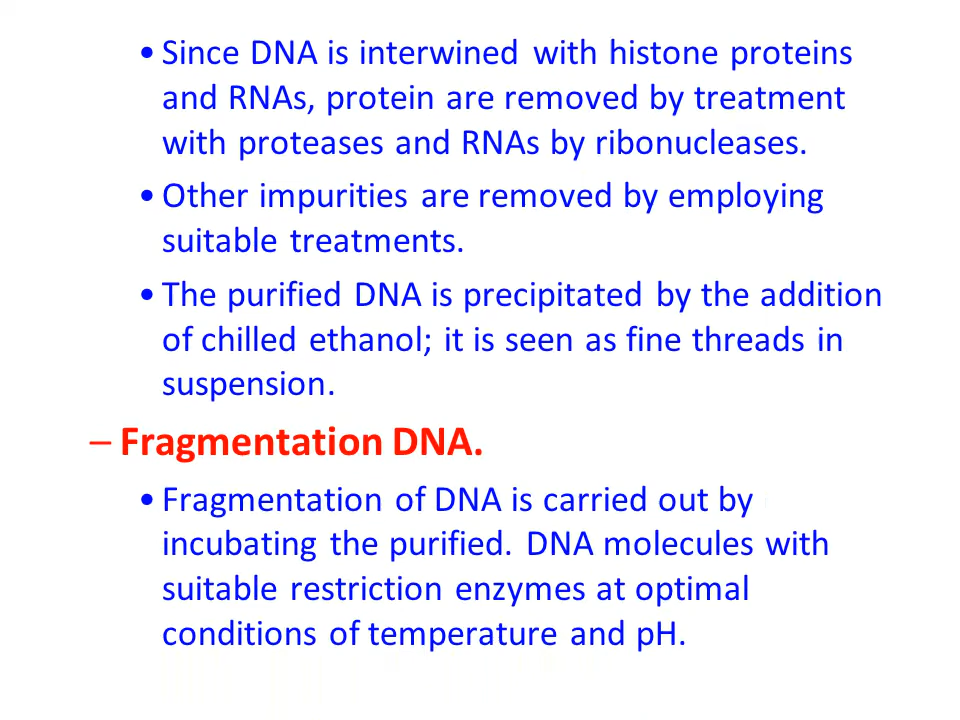 • Since DNA is interwined with histone proteins
and RNAs, protein are removed by treatment
with proteases and RNAs by ribonucleases.
• Other impurities are removed by employing
suitable treatments.
• The purified DNA is precipitated by the addition
of chilled ethanol; it is seen as fine threads in
suspension.
– Fragmentation DNA.
• Fragmentation of DNA is carried out by
incubating the purified. DNA molecules with
suitable restriction enzymes at optimal
conditions of temperature and pH.